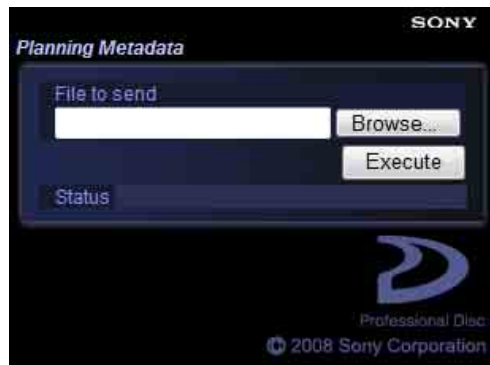 SONY
Planning Metadata
File to send
Browse...
Execute
Status
Professional Disc
© 2008 Sony Corporation